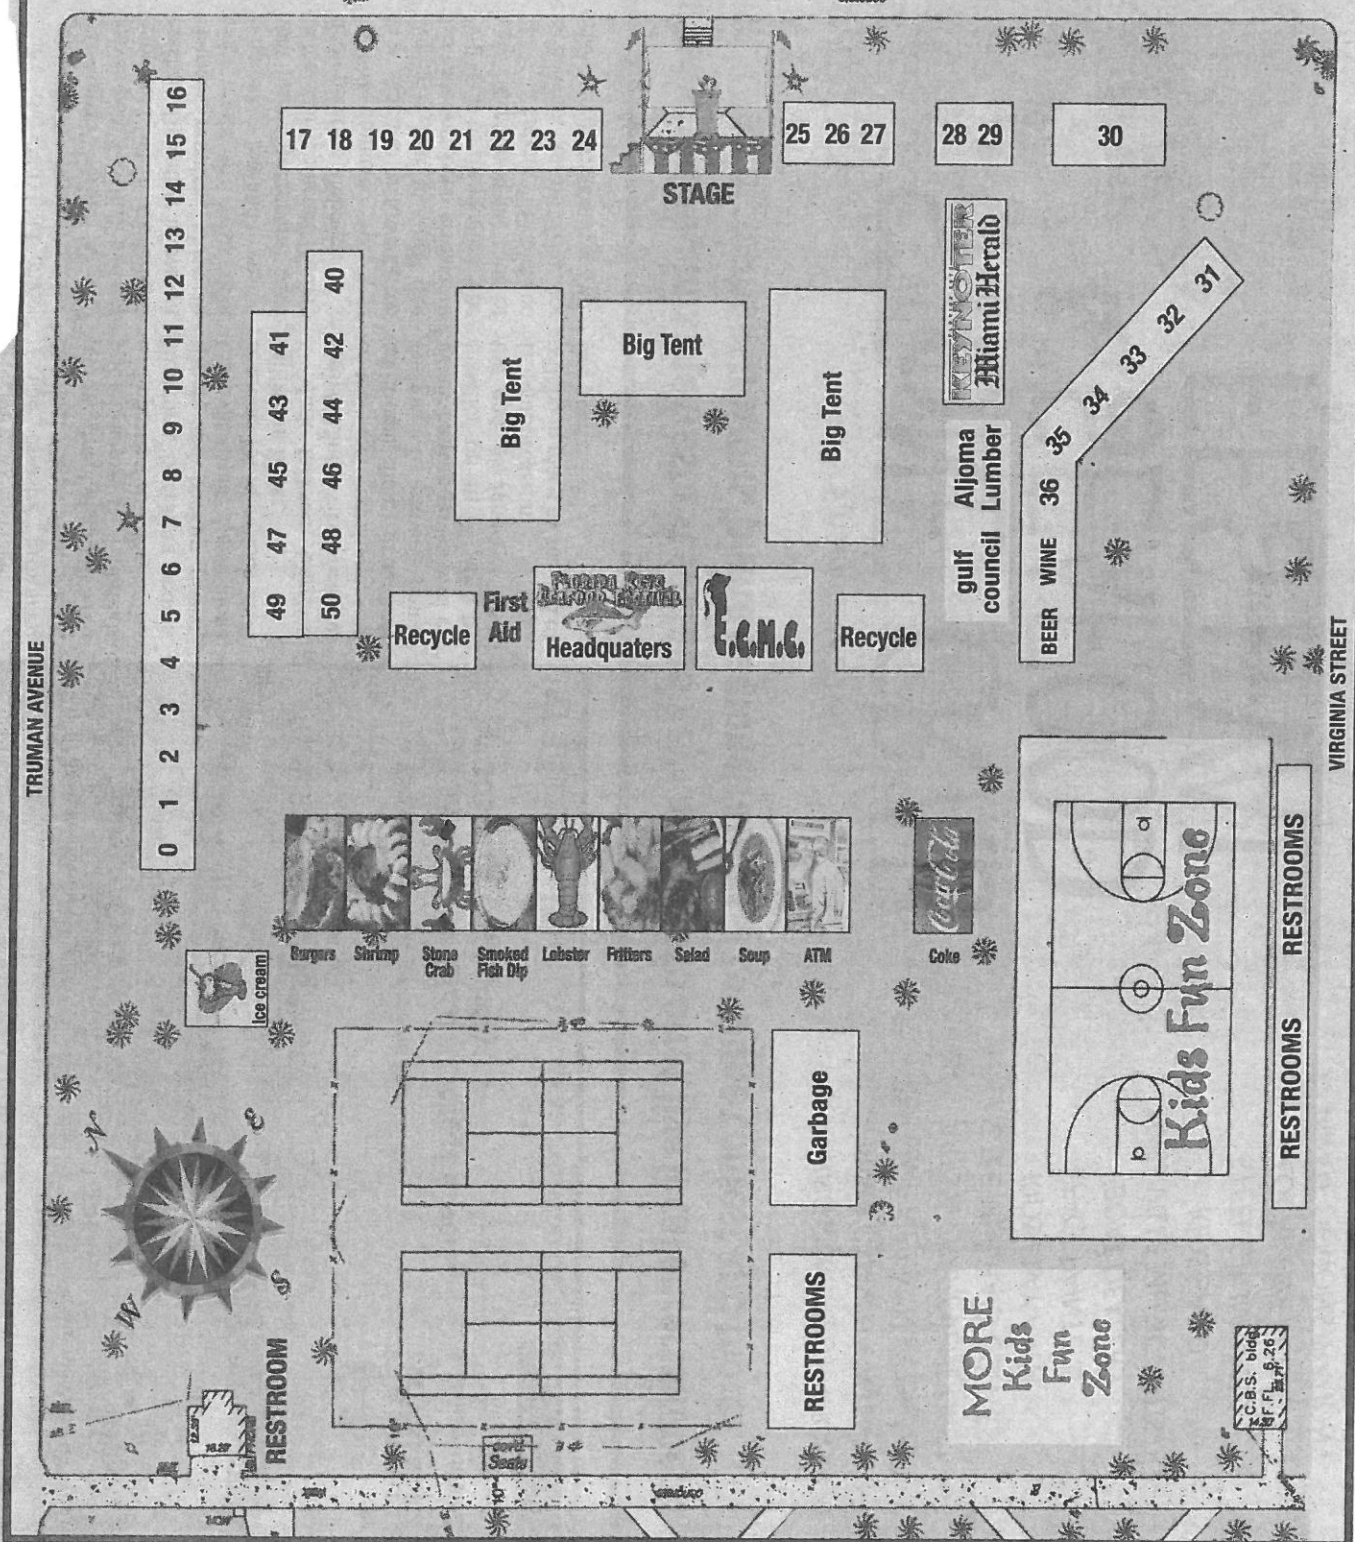 TRUMAN AVENUE
VIRGINIA STREET
16
15
14
13
12
11
10
9
8
7
6
5
4
3
2
1
0
17 18 19 20 21 22 23 24
STAGE
25 26 27
28 29
30
KEYNOTER
Miami Herald
31
32
33
34
35
36
WINE
BEER
40
41
42
43
44
45
46
47
48
49
50
Big Tent
Big Tent
Big Tent
Aljoma
Lumber
gulf
council
Recycle
First
Aid
Headquaters
F.C.M.C.
Recycle
Burgers
Shrimp
Stone
Crab
Smoked
Fish Dip
Lobster
Fritters
Salad
Soup
ATM
Coca-Cola
Coke
Ice cream
Kids Fun Zone
RESTROOMS
RESTROOMS
Garbage
RESTROOMS
N
E
S
W
RESTROOM
MORE
Kids
Fun
Zone
C.B.S. bldg
F.FL. 6.26
Seats